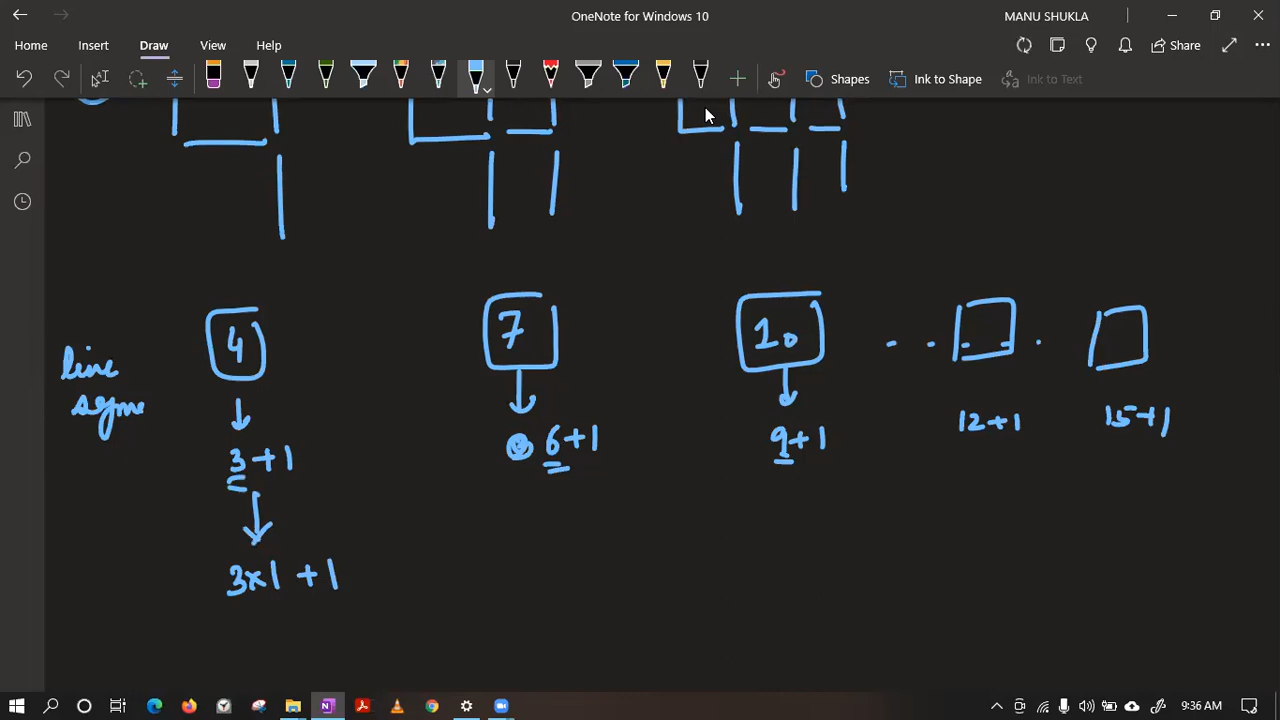 OneNote for Windows 10
MANU SHUKLA
Home Insert Draw View Help
Share
Shapes
Ink to Shape
Ink to Text
4 7 10
line
syme
3+1 6+1 9+1 12+1 15+1
3×1 +1
9:36 AM